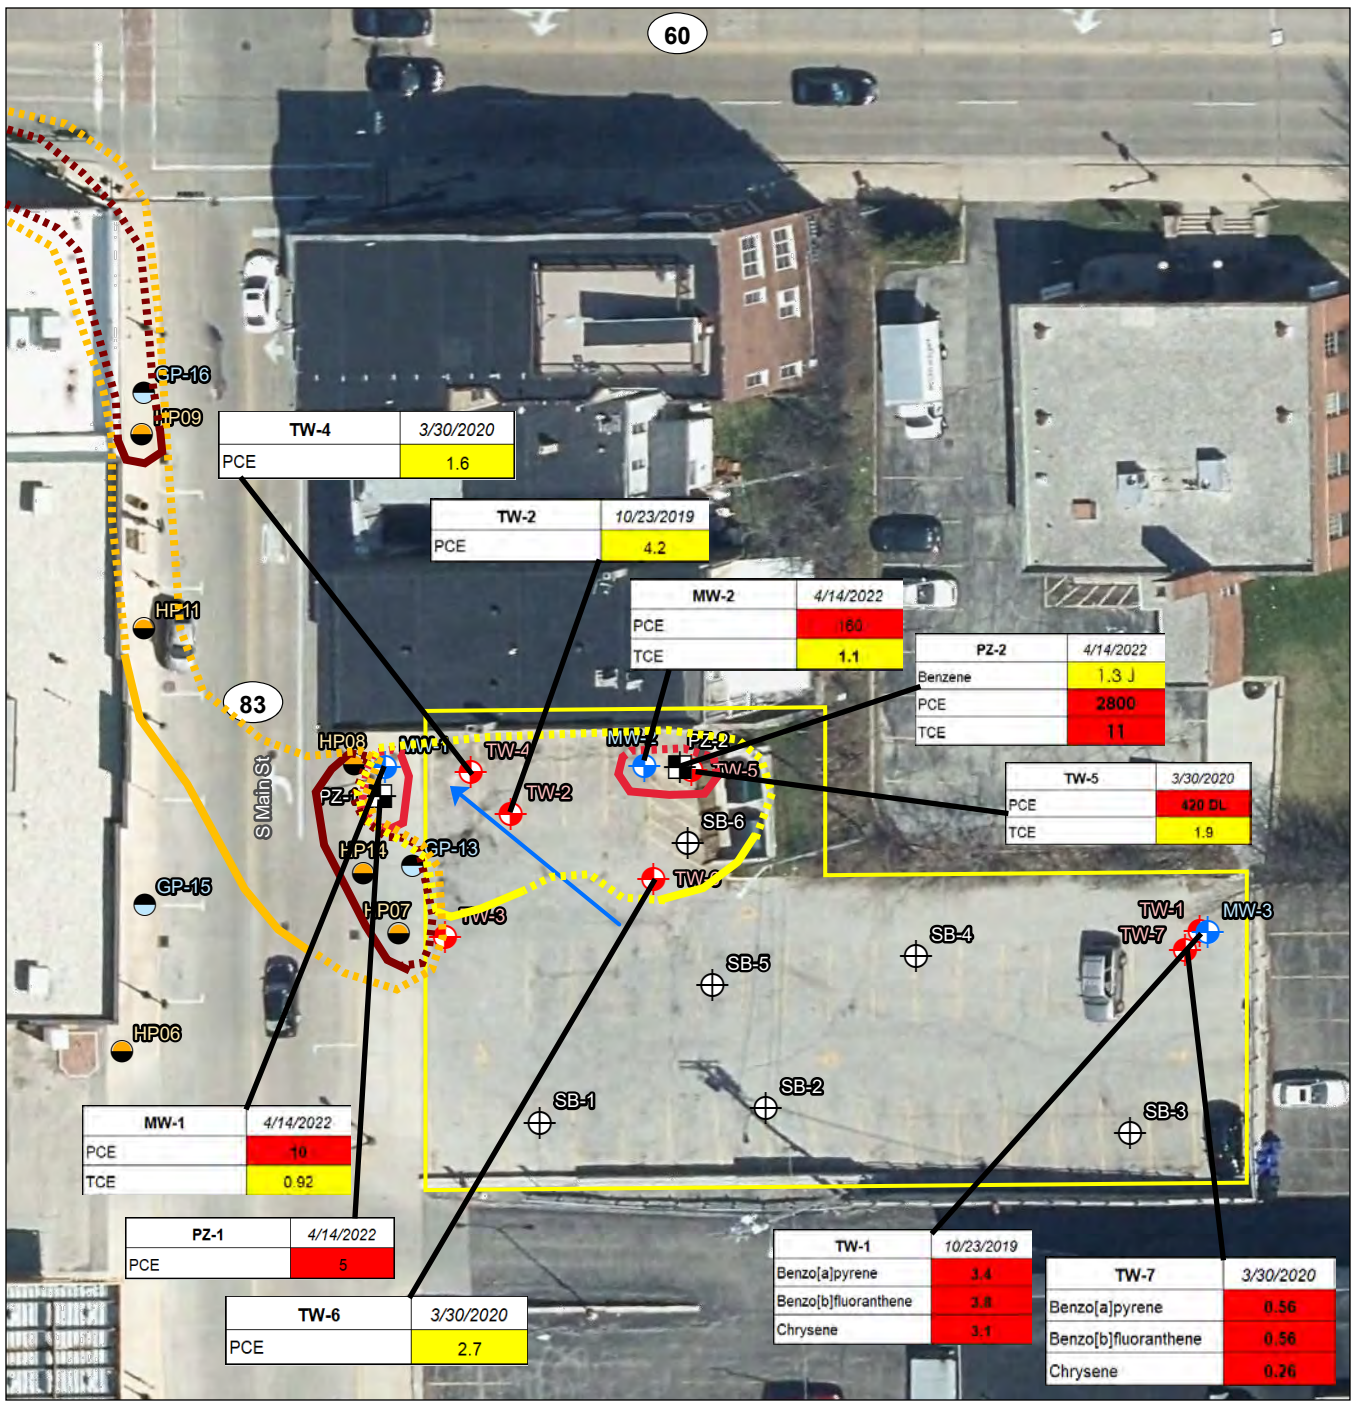 60
GP-16
HP09
TW-4 3/30/2020
PCE 1.6
TW-2 10/23/2019
PCE 4.2
MW-2 4/14/2022
PCE 160
TCE 1.1
PZ-2 4/14/2022
Benzene 1.3 J
PCE 2800
TCE 11
TW-5 3/30/2020
PCE 420 DL
TCE 1.9
HP11
83
S Main St
HP08
MW-1
TW-4
MW-2
PZ-2
TW-5
PZ-1
TW-2
SB-6
HP14
GP-13
TW-6
GP-15
HP07
TW-3
TW-1
MW-3
TW-7
SB-4
SB-5
HP06
SB-1
SB-2
SB-3
MW-1 4/14/2022
PCE 10
TCE 0.92
PZ-1 4/14/2022
PCE 5
TW-6 3/30/2020
PCE 2.7
TW-1 10/23/2019
Benzo[a]pyrene 3.4
Benzo[b]fluoranthene 3.8
Chrysene 3.1
TW-7 3/30/2020
Benzo[a]pyrene 0.56
Benzo[b]fluoranthene 0.56
Chrysene 0.26